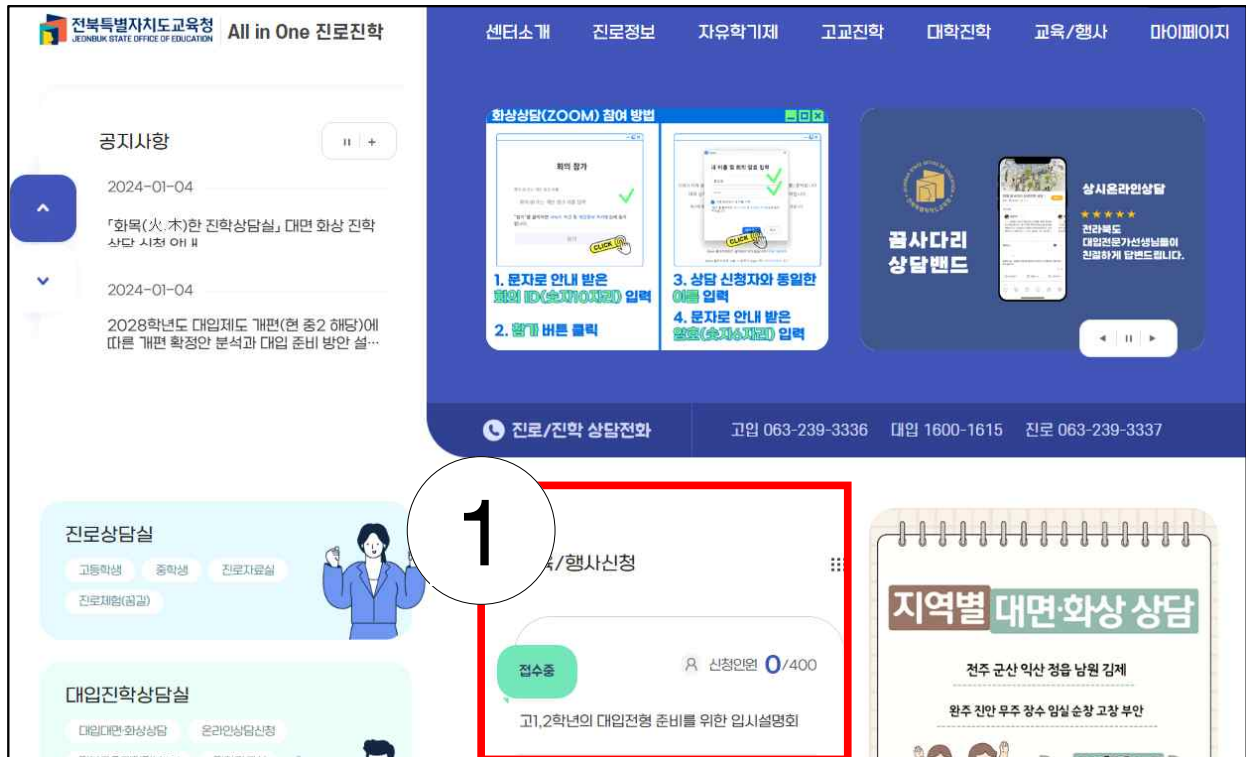 전북특별자치도교육청
JEONBUK STATE OFFICE OF EDUCATION
All in One 진로진학
센터소개 진로정보 자유학기제 고교진학 대학진학 교육/행사 마이페이지
공지사항
2024-01-04
「화목(火.木)한 진학상담실」 대면 화상 진학
상담 신청 안내
2024-01-04
2028학년도 대입제도 개편(현 중2 해당)에
따른 개편 확정안 분석과 대입 준비 방안 설…
화상상담(ZOOM) 참여 방법
회의 참가
CLICK
1. 문자로 안내 받은
회의 ID(숫자10자리) 입력
2. 참가 버튼 클릭
CLICK
3. 상담 신청자와 동일한
이름 입력
4. 문자로 안내 받은
암호(숫자6자리) 입력
꿈사다리
상담밴드
상시온라인상담
★★★★★
전라북도
대입전문가선생님들이
친절하게 답변드립니다.
진로/진학 상담전화
고입 063-239-3336 대입 1600-1615 진로 063-239-3337
진로상담실
고등학생 중학생 진로자료실
진로체험(꿈길)
대입진학상담실
대입대면·화상상담 온라인상담신청
1
/행사신청
접수중
신청인원 0/400
고1,2학년의 대입전형 준비를 위한 입시설명회
지역별 대면·화상 상담
전주 군산 익산 정읍 남원 김제
완주 진안 무주 장수 임실 순창 고창 부안